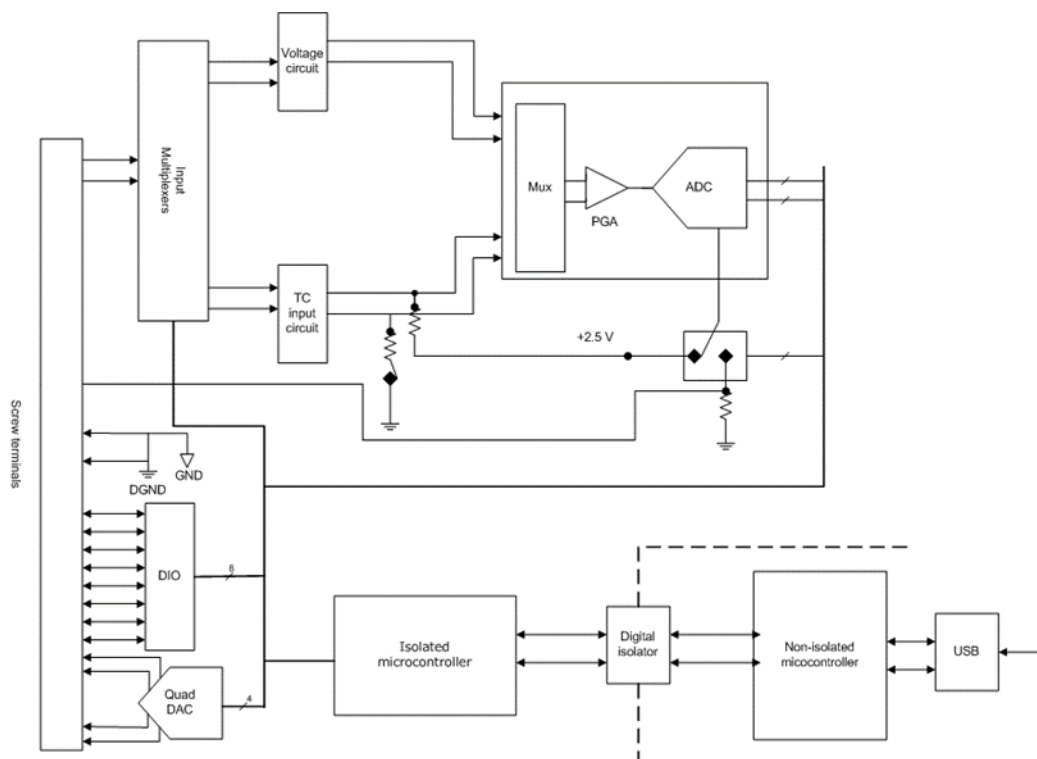 Voltage
circuit
Input
Multiplexers
Mux
PGA
ADC
TC
input
circuit
+2.5 V
Screw terminals
GND
DGND
DIO
8
Isolated
microcontroller
Digital
isolator
Non-isolated
micocontroller
USB
Quad
DAC
4